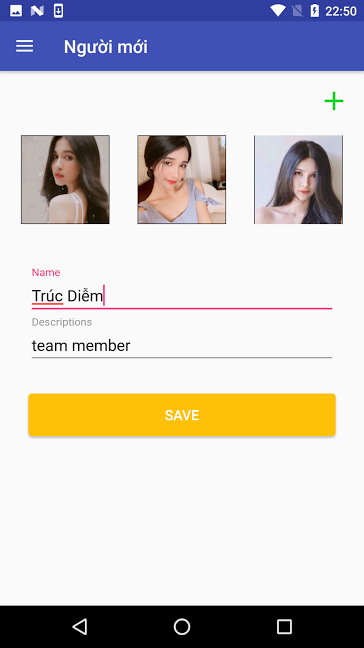 22:50
Người mới
Name
Trúc Diễm
Descriptions
team member
SAVE